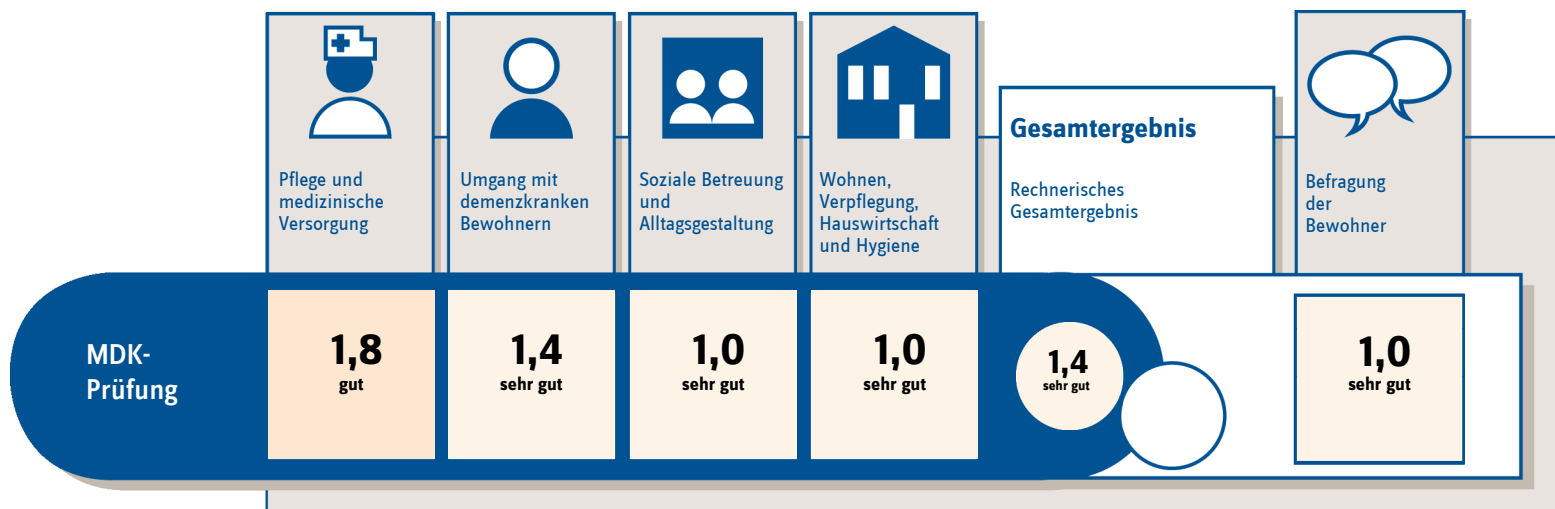 Pflege und
medizinische
Versorgung
Umgang mit
demenzkranken
Bewohnern
Soziale Betreuung
und
Alltagsgestaltung
Wohnen,
Verpflegung,
Hauswirtschaft
und Hygiene
Gesamtergebnis
Rechnerisches
Gesamtergebnis
Befragung
der
Bewohner
MDK-
Prüfung
1,8
gut
1,4
sehr gut
1,0
sehr gut
1,0
sehr gut
1,4
sehr gut
1,0
sehr gut